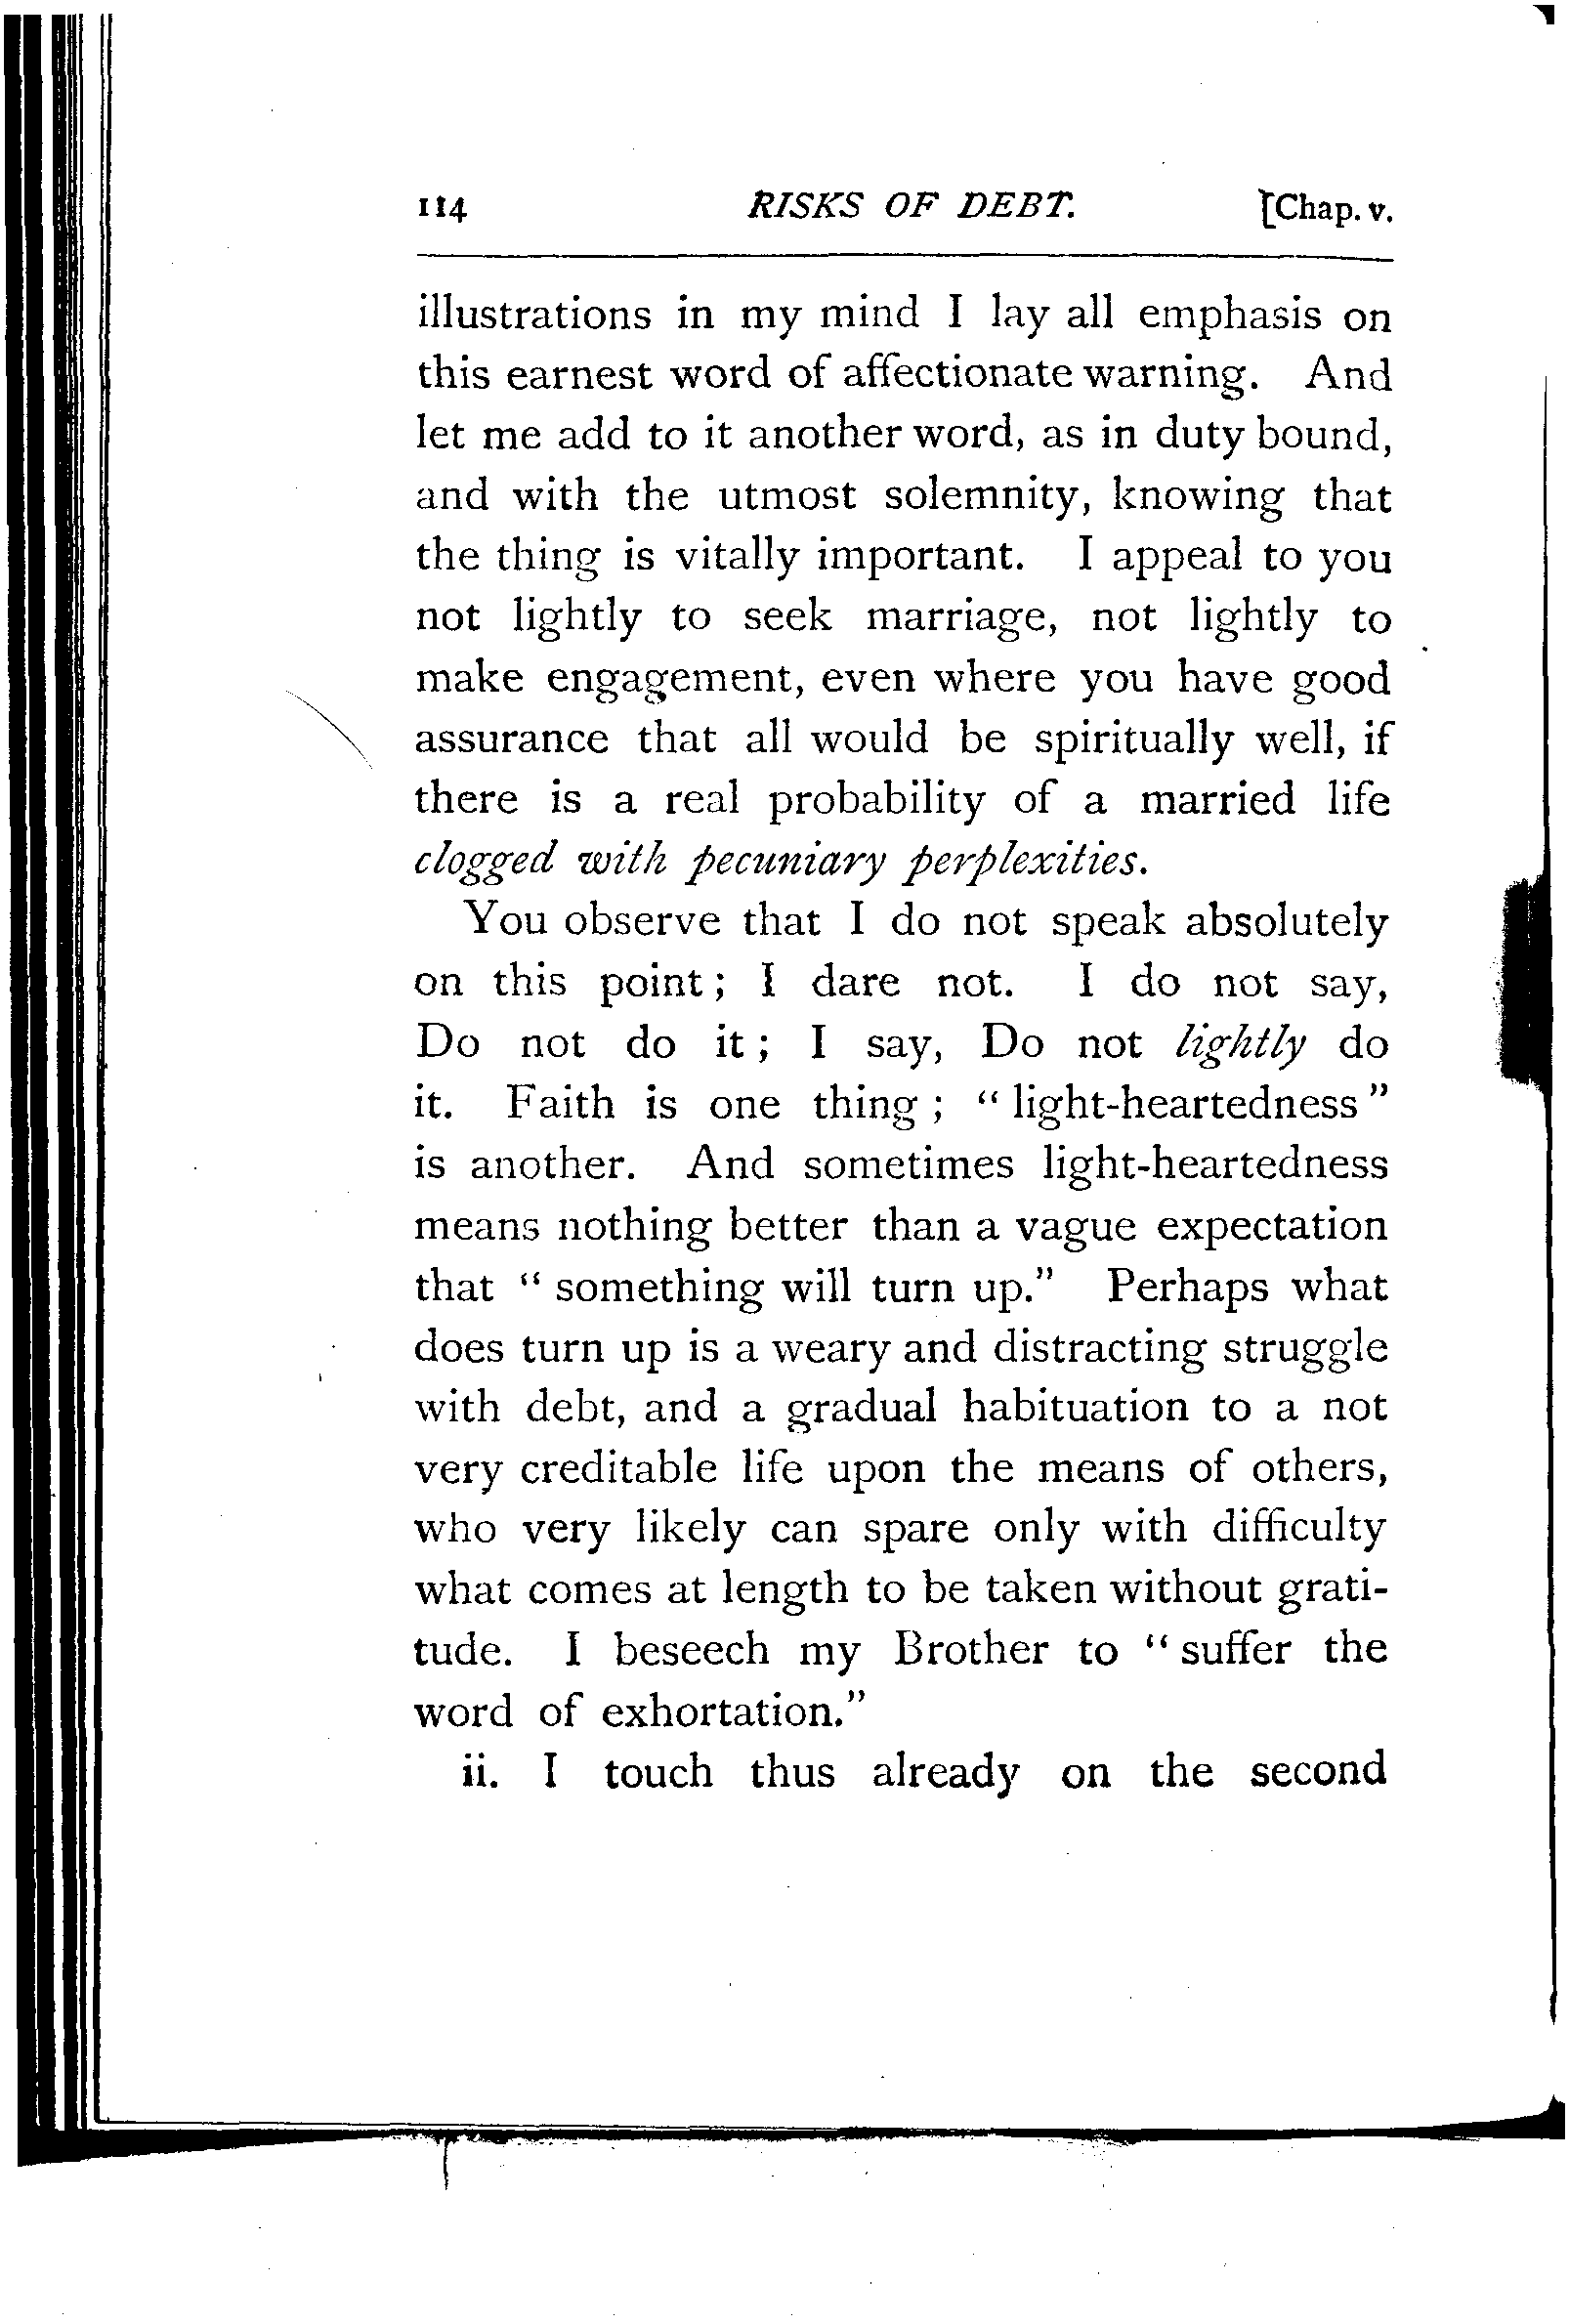 114 RISKS OF DEBT. [Chap. v.
illustrations in my mind I lay all emphasis on
this earnest word of affectionate warning. And
let me add to it another word, as in duty bound,
and with the utmost solemnity, knowing that
the thing is vitally important. I appeal to you
not lightly to seek marriage, not lightly to
make engagement, even where you have good
assurance that all would be spiritually well, if
there is a real probability of a married life
clogged with pecuniary perplexities.
You observe that I do not speak absolutely
on this point; I dare not. I do not say,
Do not do it; I say, Do not lightly do
it. Faith is one thing; "light-heartedness"
is another. And sometimes light-heartedness
means nothing better than a vague expectation
that "something will turn up." Perhaps what
does turn up is a weary and distracting struggle
with debt, and a gradual habituation to a not
very creditable life upon the means of others,
who very likely can spare only with difficulty
what comes at length to be taken without grati-
tude. I beseech my Brother to "suffer the
word of exhortation."
ii. I touch thus already on the second